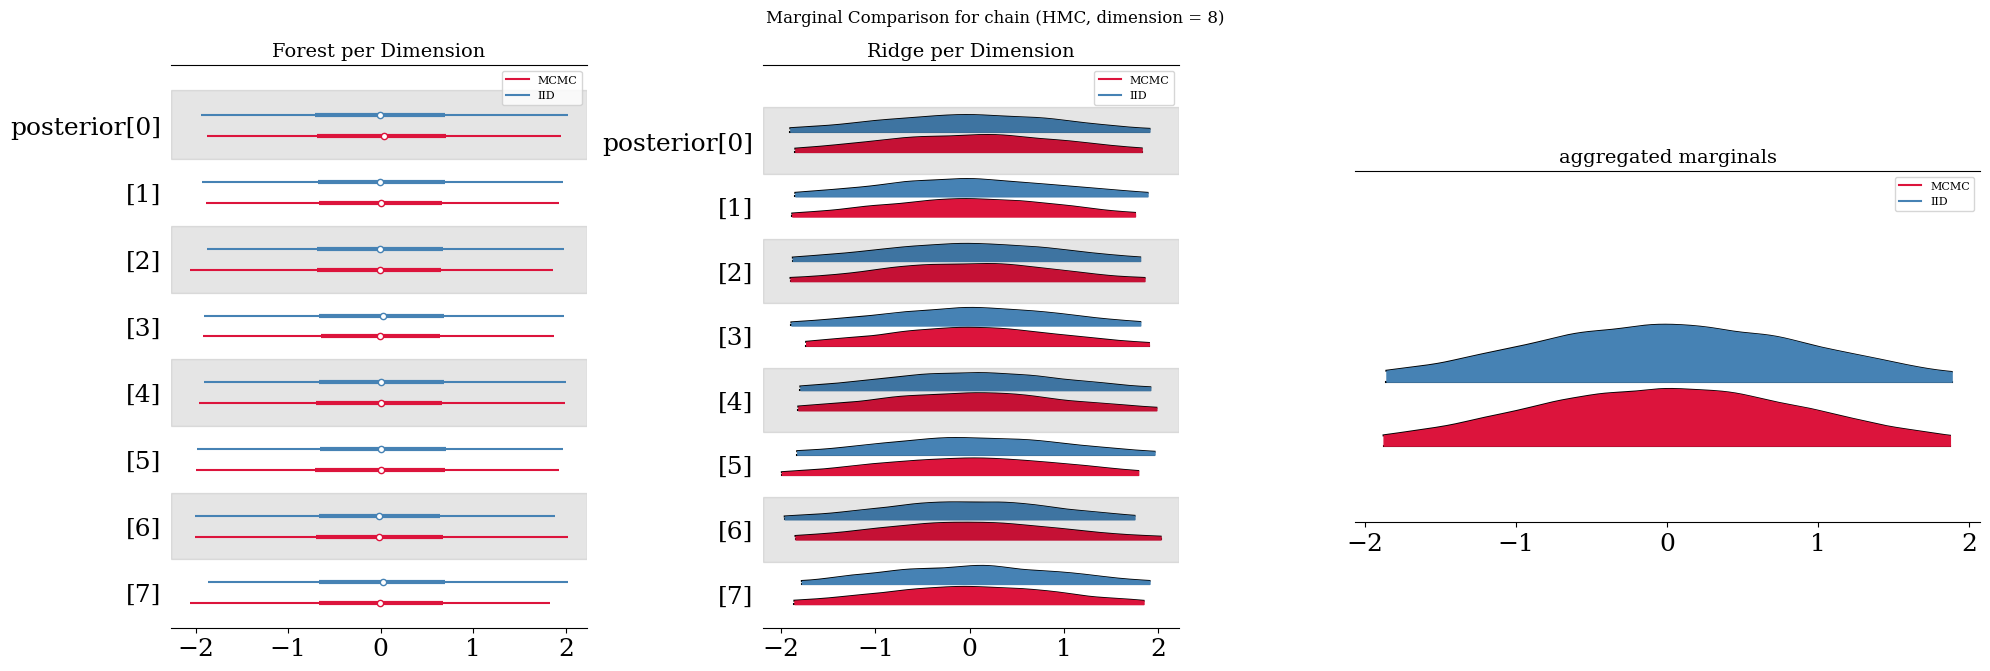 Marginal Comparison for chain (HMC, dimension = 8)
Forest per Dimension
MCMC
IID
posterior[0]
[1]
[2]
[3]
[4]
[5]
[6]
[7]
−2 −1 0 1 2
Ridge per Dimension
MCMC
IID
posterior[0]
[1]
[2]
[3]
[4]
[5]
[6]
[7]
−2 −1 0 1 2
aggregated marginals
MCMC
IID
−2 −1 0 1 2